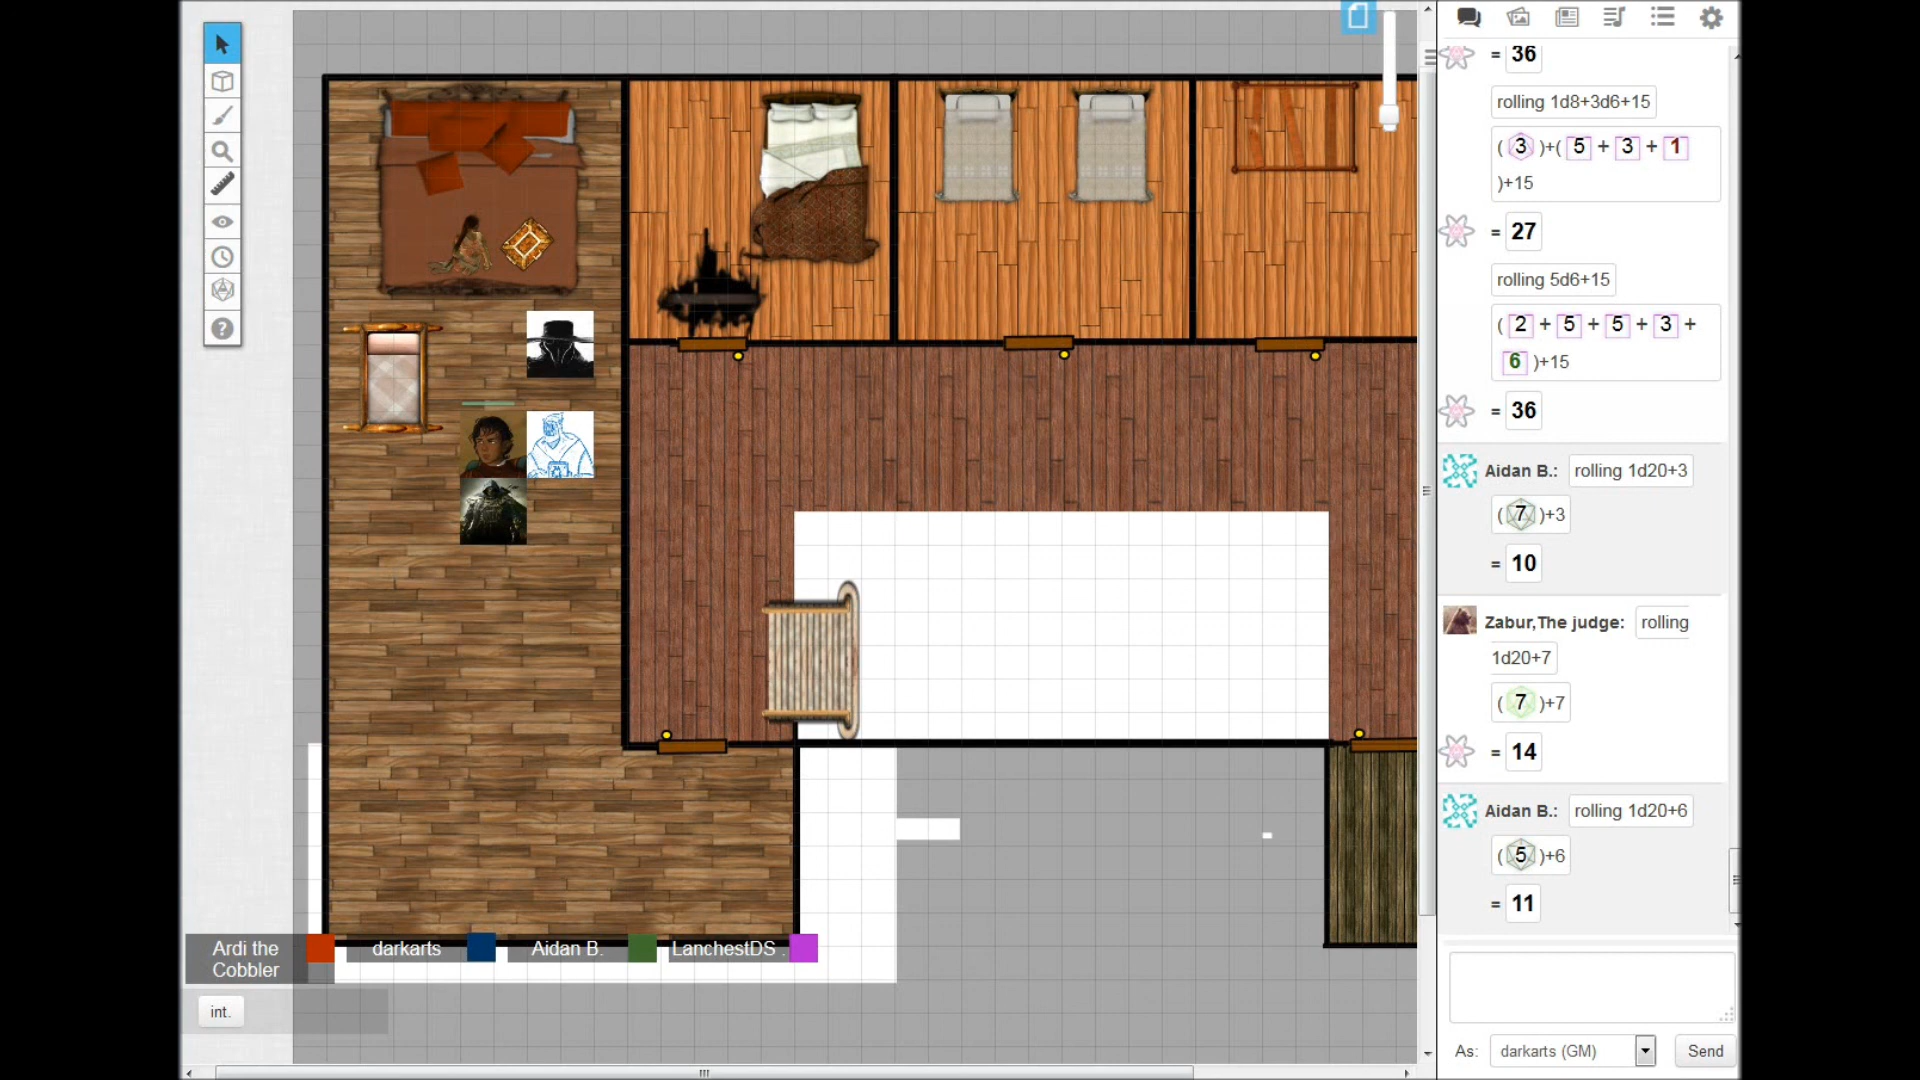 = 36
rolling 1d8+3d6+15
( 3 )+( 5 + 3 + 1
)+15
= 27
rolling 5d6+15
( 2 + 5 + 5 + 3 +
6 )+15
= 36
Aidan B.: rolling 1d20+3
( 7 )+3
= 10
Zabur,The judge: rolling
1d20+7
( 7 )+7
= 14
Aidan B.: rolling 1d20+6
( 5 )+6
= 11
Ardi the
Cobbler
darkarts
Aidan B.
LanchestDS .
int.
As: darkarts (GM) Send